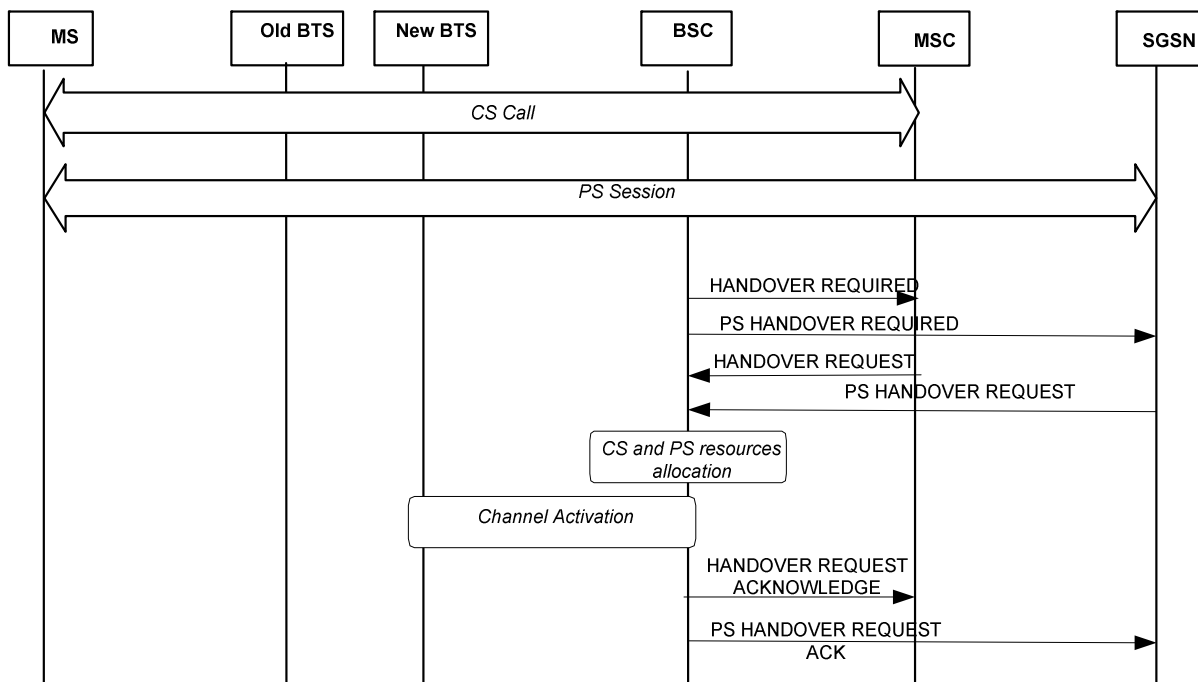 MS
Old BTS
New BTS
BSC
MSC
SGSN
CS Call
PS Session
HANDOVER REQUIRED
PS HANDOVER REQUIRED
HANDOVER REQUEST
PS HANDOVER REQUEST
CS and PS resources
allocation
Channel Activation
HANDOVER REQUEST
ACKNOWLEDGE
PS HANDOVER REQUEST
ACK